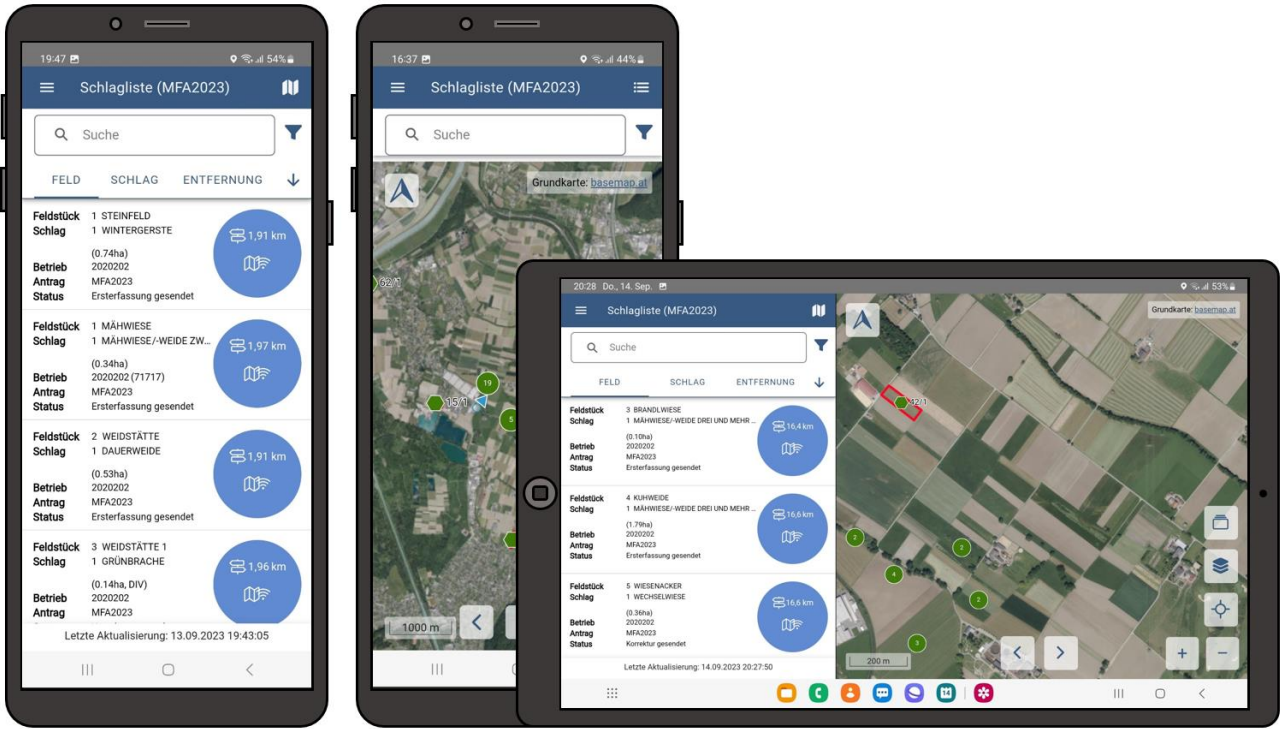 19:47
54%
Schlagliste (MFA2023)
Suche
FELD SCHLAG ENTFERNUNG
Feldstück 1 STEINFELD
Schlag 1 WINTERGERSTE
(0.74ha)
Betrieb 2020202
Antrag MFA2023
Status Ersterfassung gesendet
1,91 km
Feldstück 1 MÄHWIESE
Schlag 1 MÄHWIESE/-WEIDE ZW...
(0.34ha)
Betrieb 2020202 (71717)
Antrag MFA2023
Status Ersterfassung gesendet
1,97 km
Feldstück 2 WEIDSTÄTTE
Schlag 1 DAUERWEIDE
(0.53ha)
Betrieb 2020202
Antrag MFA2023
Status Ersterfassung gesendet
1,91 km
Feldstück 3 WEIDSTÄTTE 1
Schlag 1 GRÜNBRACHE
(0.14ha, DIV)
Betrieb 2020202
Antrag MFA2023
1,96 km
Letzte Aktualisierung: 13.09.2023 19:43:05
16:37
44%
Schlagliste (MFA2023)
Suche
Grundkarte: basemap.at
62/1
19
15/1
5
1000 m
20:28 Do., 14. Sep.
53%
Schlagliste (MFA2023)
Suche
FELD SCHLAG ENTFERNUNG
Feldstück 3 BRANDLWIESE
Schlag 1 MÄHWIESE/-WEIDE DREI UND MEHR ...
(0.10ha)
Betrieb 2020202
Antrag MFA2023
Status Ersterfassung gesendet
16,4 km
Feldstück 4 KUHWEIDE
Schlag 1 MÄHWIESE/-WEIDE DREI UND MEHR ...
(1.79ha)
Betrieb 2020202
Antrag MFA2023
Status Ersterfassung gesendet
16,6 km
Feldstück 5 WIESENACKER
Schlag 1 WECHSELWIESE
(0.36ha)
Betrieb 2020202
Antrag MFA2023
Status Korrektur gesendet
16,6 km
Letzte Aktualisierung: 14.09.2023 20:27:50
Grundkarte: basemap.at
42/1
2
2
4
2
3
200 m
14